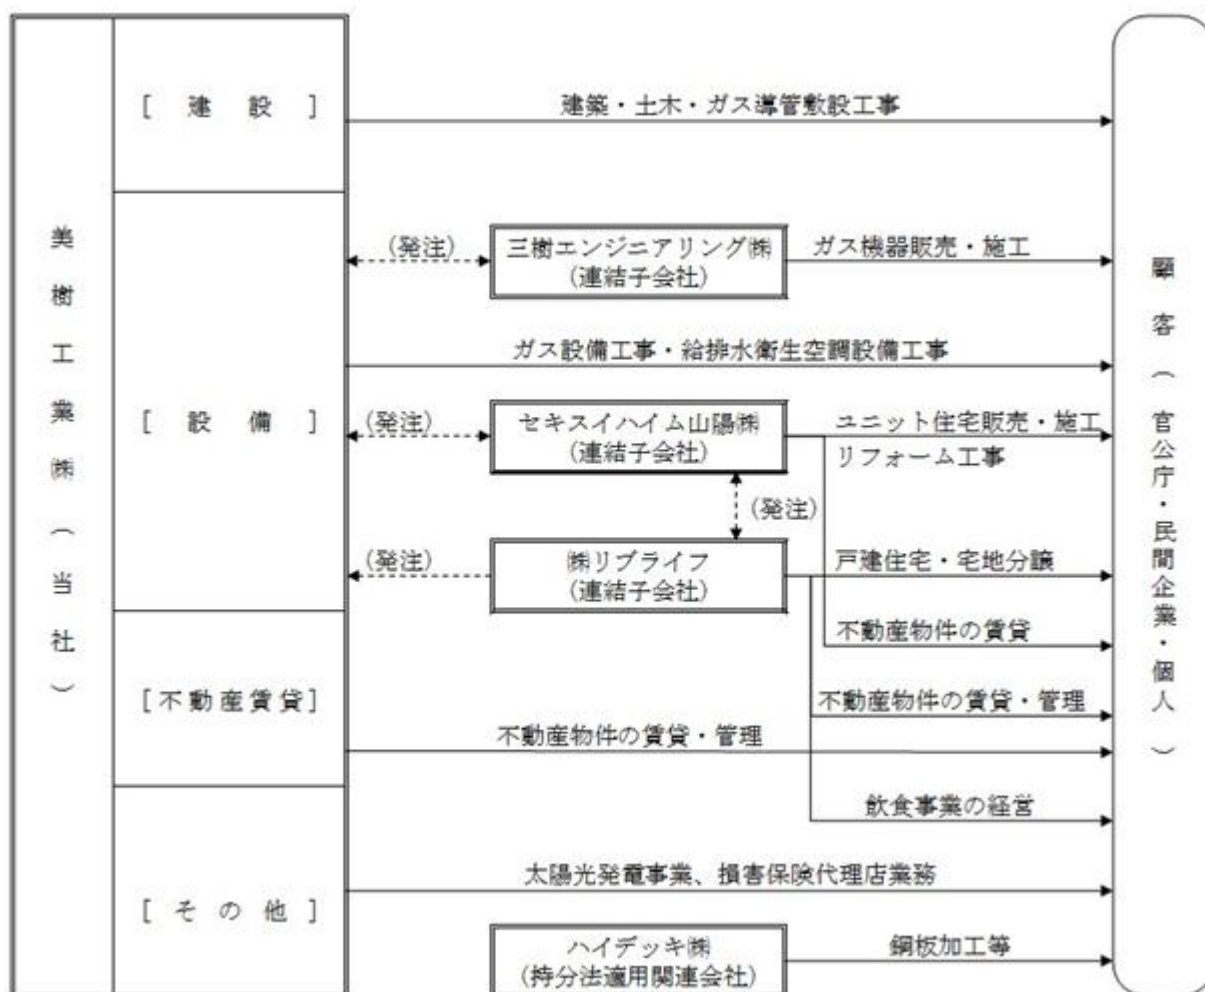 美樹工業㈱(当社)
[建設]
建築・土木・ガス導管敷設工事
[設備]
(発注)
三樹エンジニアリング㈱
(連結子会社)
ガス機器販売・施工
ガス設備工事・給排水衛生空調設備工事
(発注)
セキスイハイム山陽㈱
(連結子会社)
ユニット住宅販売・施工
リフォーム工事
(発注)
(発注)
㈱リブライフ
(連結子会社)
戸建住宅・宅地分譲
不動産物件の賃貸
[不動産賃貸]
不動産物件の賃貸・管理
不動産物件の賃貸・管理
飲食事業の経営
[その他]
太陽光発電事業、損害保険代理店業務
ハイデッキ㈱
(持分法適用関連会社)
鋼板加工等
顧客(官公庁・民間企業・個人)